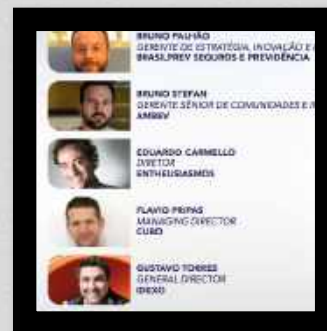 BRUNO PALHÃO
GERENTE DE ESTRATÉGIA, INOVAÇÃO E
BRASILPREV SEGUROS E PREVIDÊNCIA
BRUNO STEFAN
GERENTE SÊNIOR DE COMUNIDADES E
AMBEV
EDUARDO CARMELLO
DIRETOR
ENTHEUSIASMOS
FLAVIO PRIPAS
MANAGING DIRECTOR
CUBO
GUSTAVO TORRES
GENERAL DIRECTOR
IDEXO